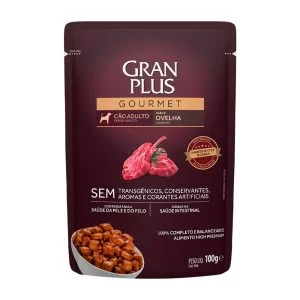 GRAN
PLUS
GOURMET
CÃO ADULTO
SABOR
OVELHA
SEM TRANSGÊNICOS, CONSERVANTES,
AROMAS E CORANTES ARTIFICIAIS
SAÚDE DA PELE E DO PELO
SAÚDE INTESTINAL
100% COMPLETO E BALANCEADO
ALIMENTO HIGH PREMIUM
100g